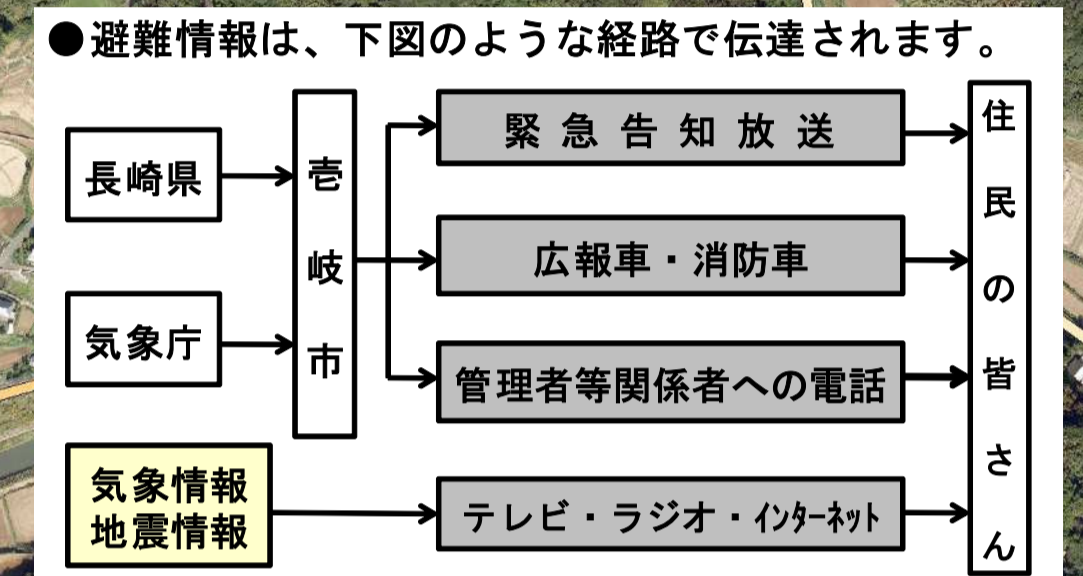 ●避難情報は、下図のような経路で伝達されます。
長崎県
気象庁
壱岐市
緊急告知放送
広報車・消防車
管理者等関係者への電話
気象情報
地震情報
テレビ・ラジオ・ｲﾝﾀｰﾈｯﾄ
住民の皆さん